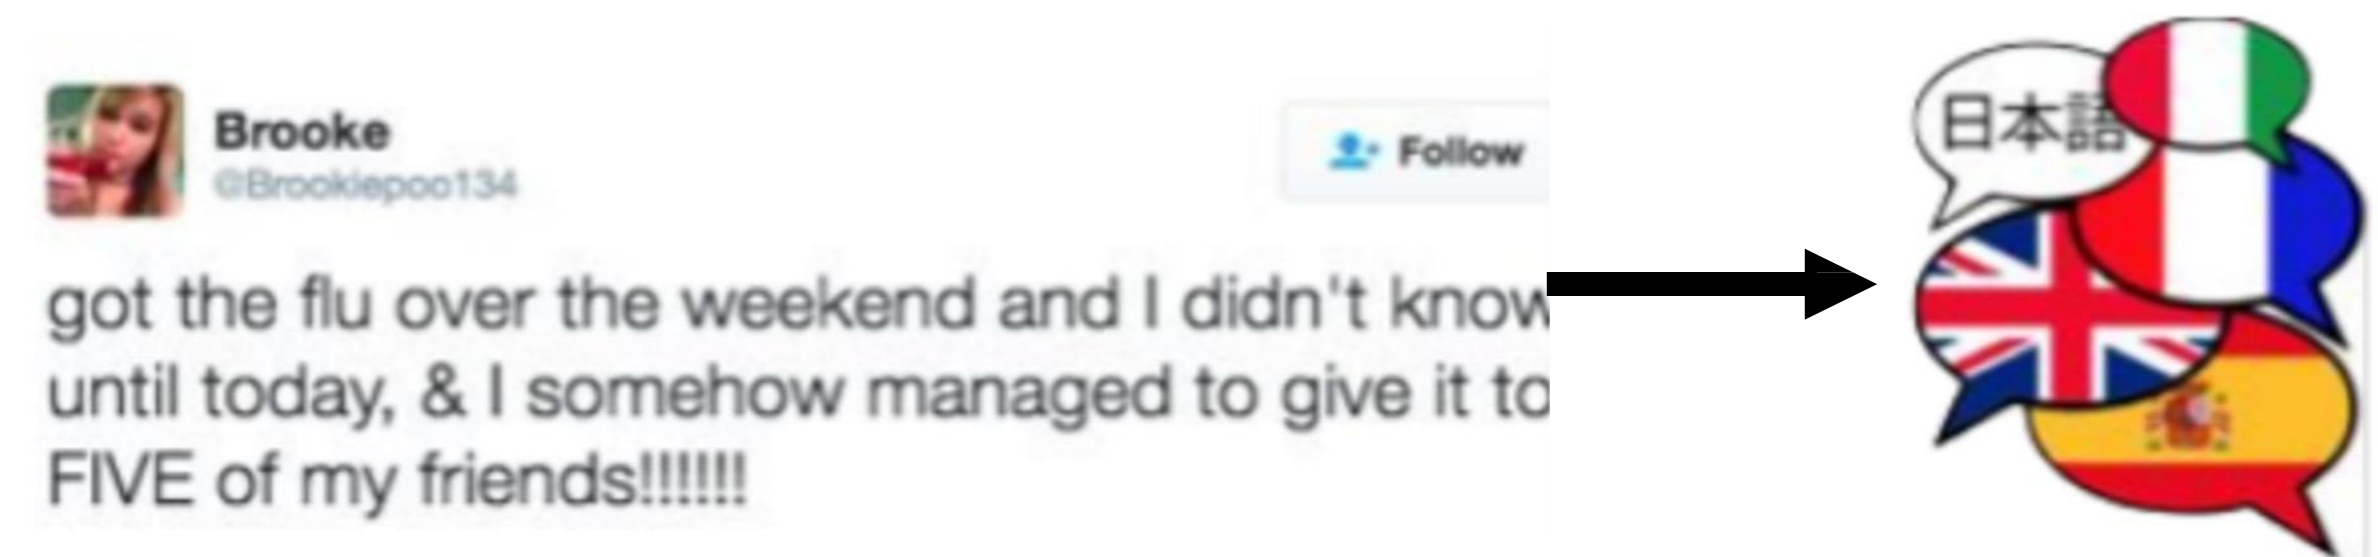 Brooke
@Brookiepoo134
Follow
got the flu over the weekend and I didn't know
until today, & I somehow managed to give it to
FIVE of my friends!!!!!!
日本語